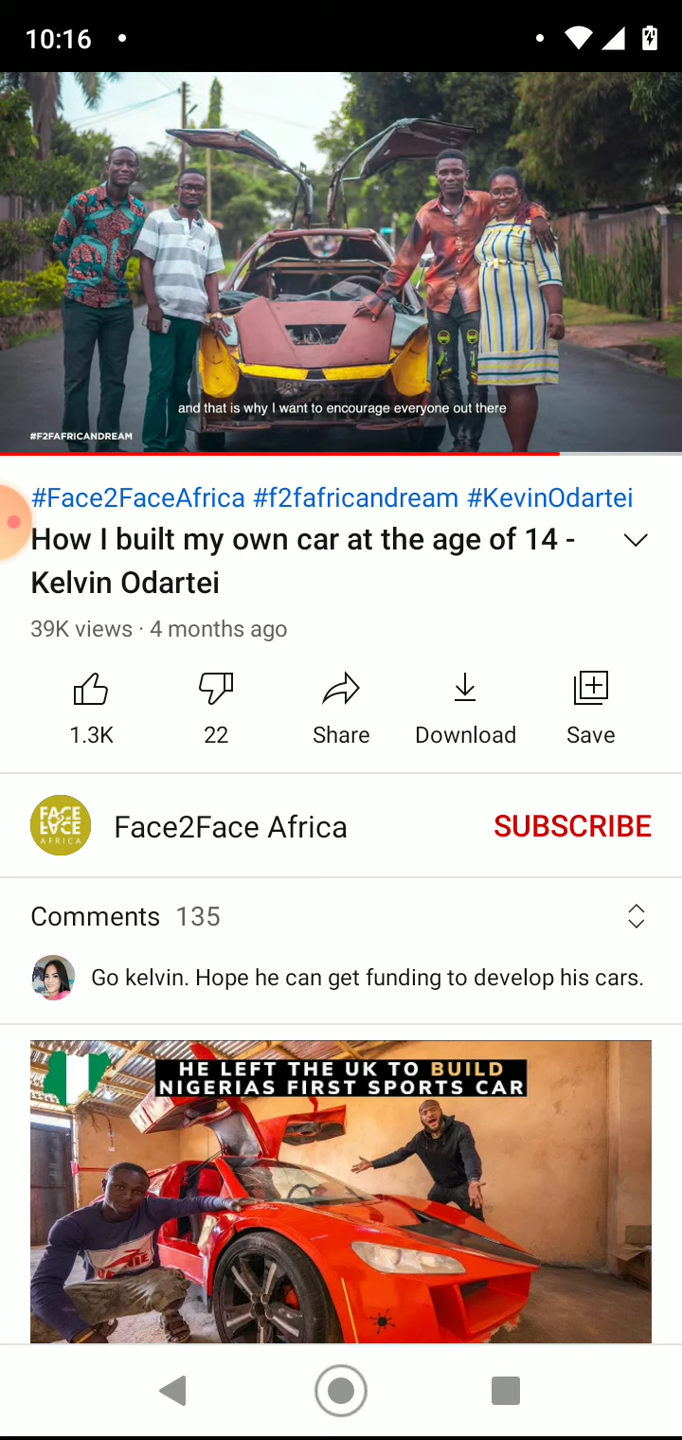 10:16
and that is why I want to encourage everyone out there
#F2FAFRICANDREAM
#Face2FaceAfrica #f2fafricandream #KevinOdartei
How I built my own car at the age of 14 -
Kelvin Odartei
39K views · 4 months ago
1.3K
22
Share
Download
Save
FACE
FACE
AFRICA
Face2Face Africa
SUBSCRIBE
Comments 135
Go kelvin. Hope he can get funding to develop his cars.
HE LEFT THE UK TO BUILD
NIGERIAS FIRST SPORTS CAR